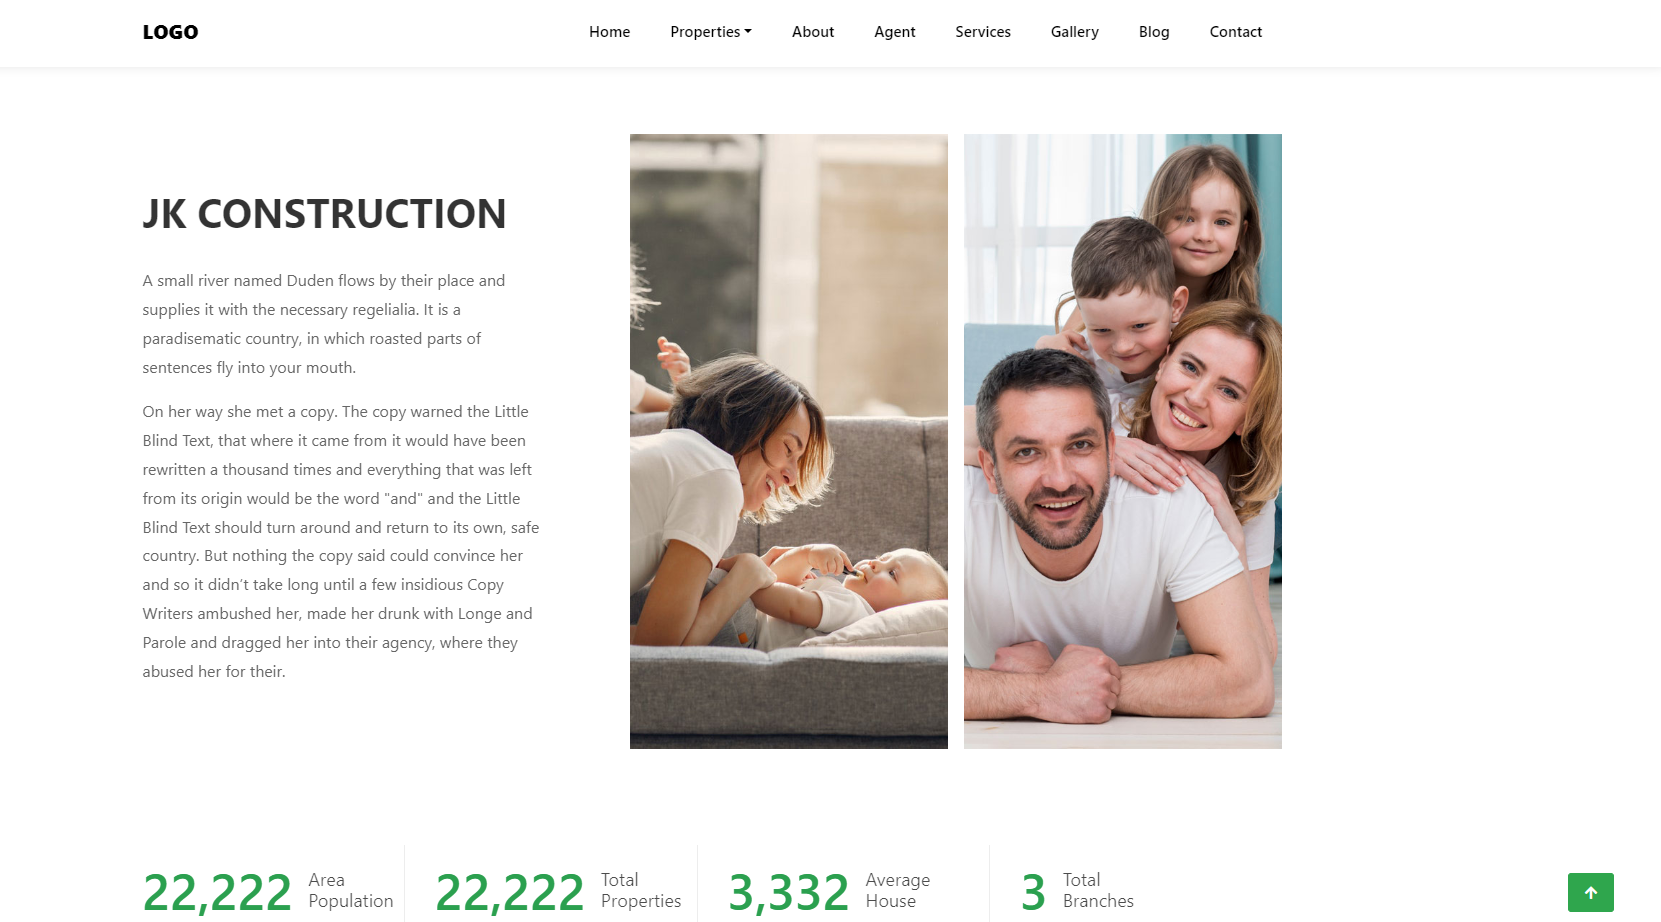 LOGO
Home Properties About Agent Services Gallery Blog Contact
JK CONSTRUCTION
A small river named Duden flows by their place and
supplies it with the necessary regelialia. It is a
paradisematic country, in which roasted parts of
sentences fly into your mouth.
On her way she met a copy. The copy warned the Little
Blind Text, that where it came from it would have been
rewritten a thousand times and everything that was left
from its origin would be the word "and" and the Little
Blind Text should turn around and return to its own, safe
country. But nothing the copy said could convince her
and so it didn’t take long until a few insidious Copy
Writers ambushed her, made her drunk with Longe and
Parole and dragged her into their agency, where they
abused her for their.
22,222 Area
Population
22,222 Total
Properties
3,332 Average
House
3 Total
Branches